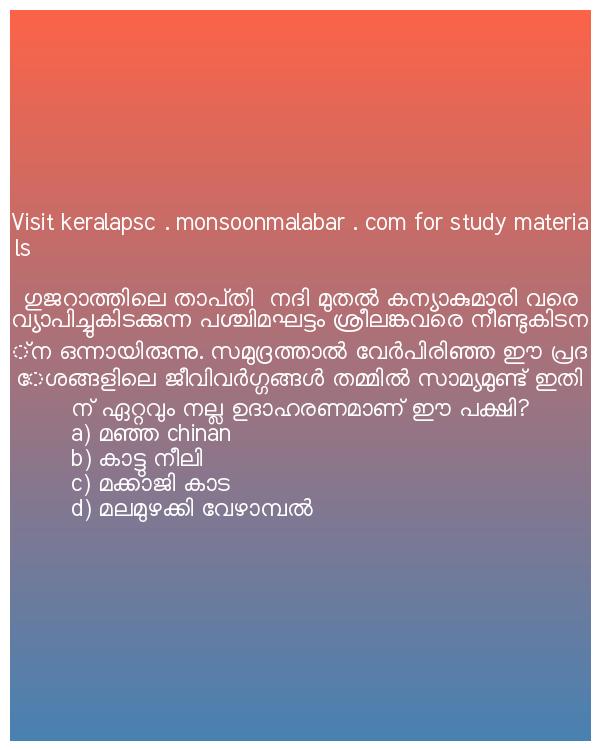 Visit keralapsc . monsoonmalabar . com for study materia
ls
ഗുജറാത്തിലെ താപ്തി  നദി മുതൽ കന്യാകുമാരി വരെ
വ്യാപിച്ചുകിടക്കുന്ന പശ്ചിമഘട്ടം ശ്രീലങ്കവരെ നീണ്ടുകിടന
്ന ഒന്നായിരുന്നു. സമുദ്രത്താൽ വേർപിരിഞ്ഞ ഈ പ്രദ
േശങ്ങളിലെ ജീവിവർഗ്ഗങ്ങൾ തമ്മിൽ സാമ്യമുണ്ട് ഇതി
ന് ഏറ്റവും നല്ല ഉദാഹരണമാണ് ഈ പക്ഷി?
a) മഞ്ഞ chinan
b) കാട്ടു നീലി
c) മക്കാജി കാട
d) മലമുഴക്കി വേഴാമ്പൽ